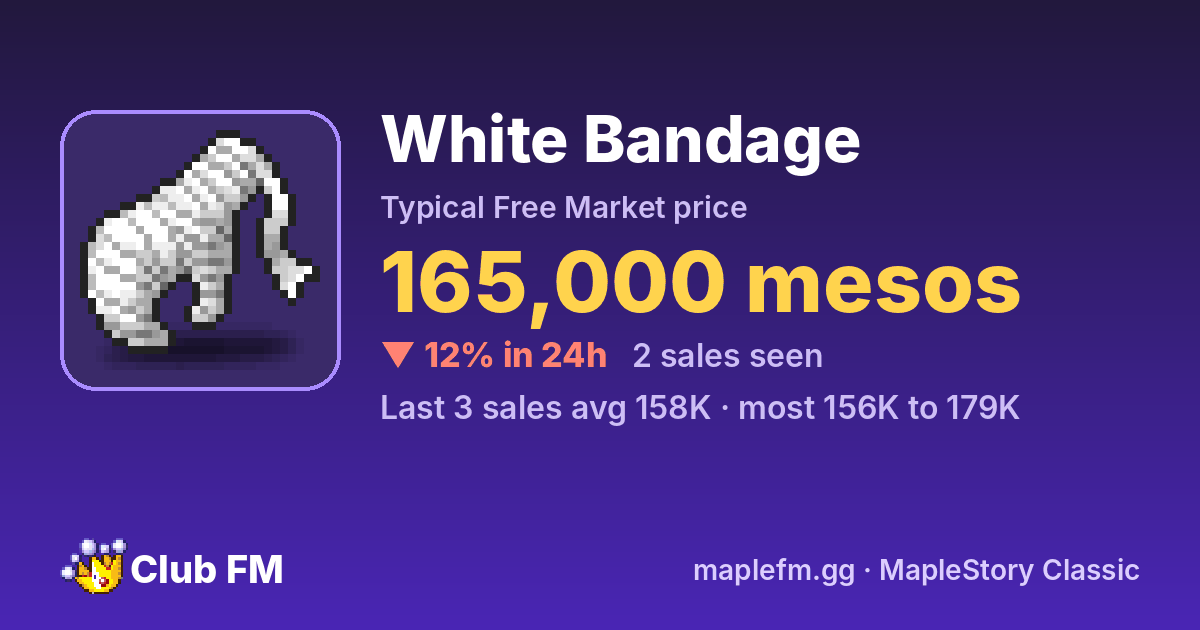 White Bandage
Typical Free Market price
165,000 mesos
▼ 12% in 24h 2 sales seen
Last 3 sales avg 158K · most 156K to 179K
Club FM
maplefm.gg · MapleStory Classic